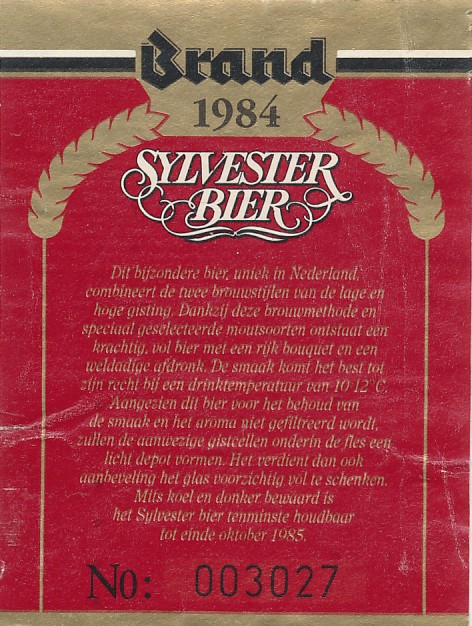 Brand
1984
SYLVESTER
BIER
Dit bijzondere bier, uniek in Nederland,
combineert de twee brouwstijlen van de lage en
hoge gisting. Dankzij deze brouwmethode en
speciaal geselecteerde moutsoorten ontstaat een
krachtig, vol bier met een rijk bouquet en een
weldadige afdronk. De smaak komt het best tot
zijn recht bij een drinktemperatuur van 10-12°C.
Aangezien dit bier voor het behoud van
de smaak en het aroma niet gefiltreerd wordt,
zullen de aanwezige gistcellen onderin de fles een
licht depot vormen. Het verdient dan ook
aanbeveling het glas voorzichtig vol te schenken.
Mits koel en donker bewaard is
het Sylvester bier tenminste houdbaar
tot einde oktober 1985.
No: 003027